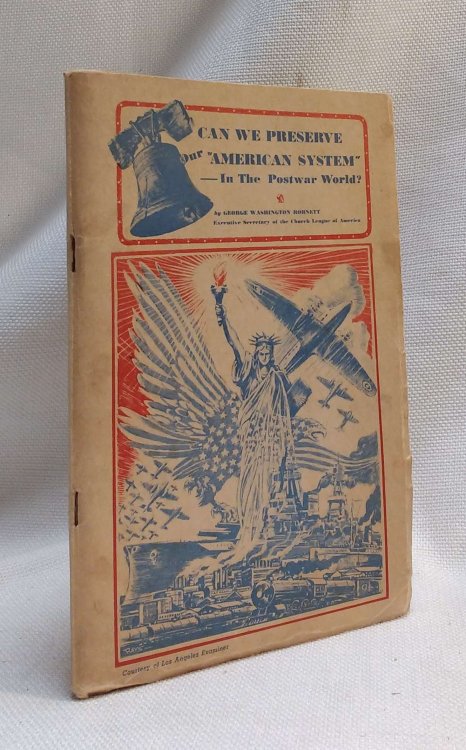 CAN WE PRESERVE
Our "AMERICAN SYSTEM"
—In The Postwar World?
by GEORGE WASHINGTON ROBNETT
Executive Secretary of the Church League of America
Courtesy of Los Angeles Examiner